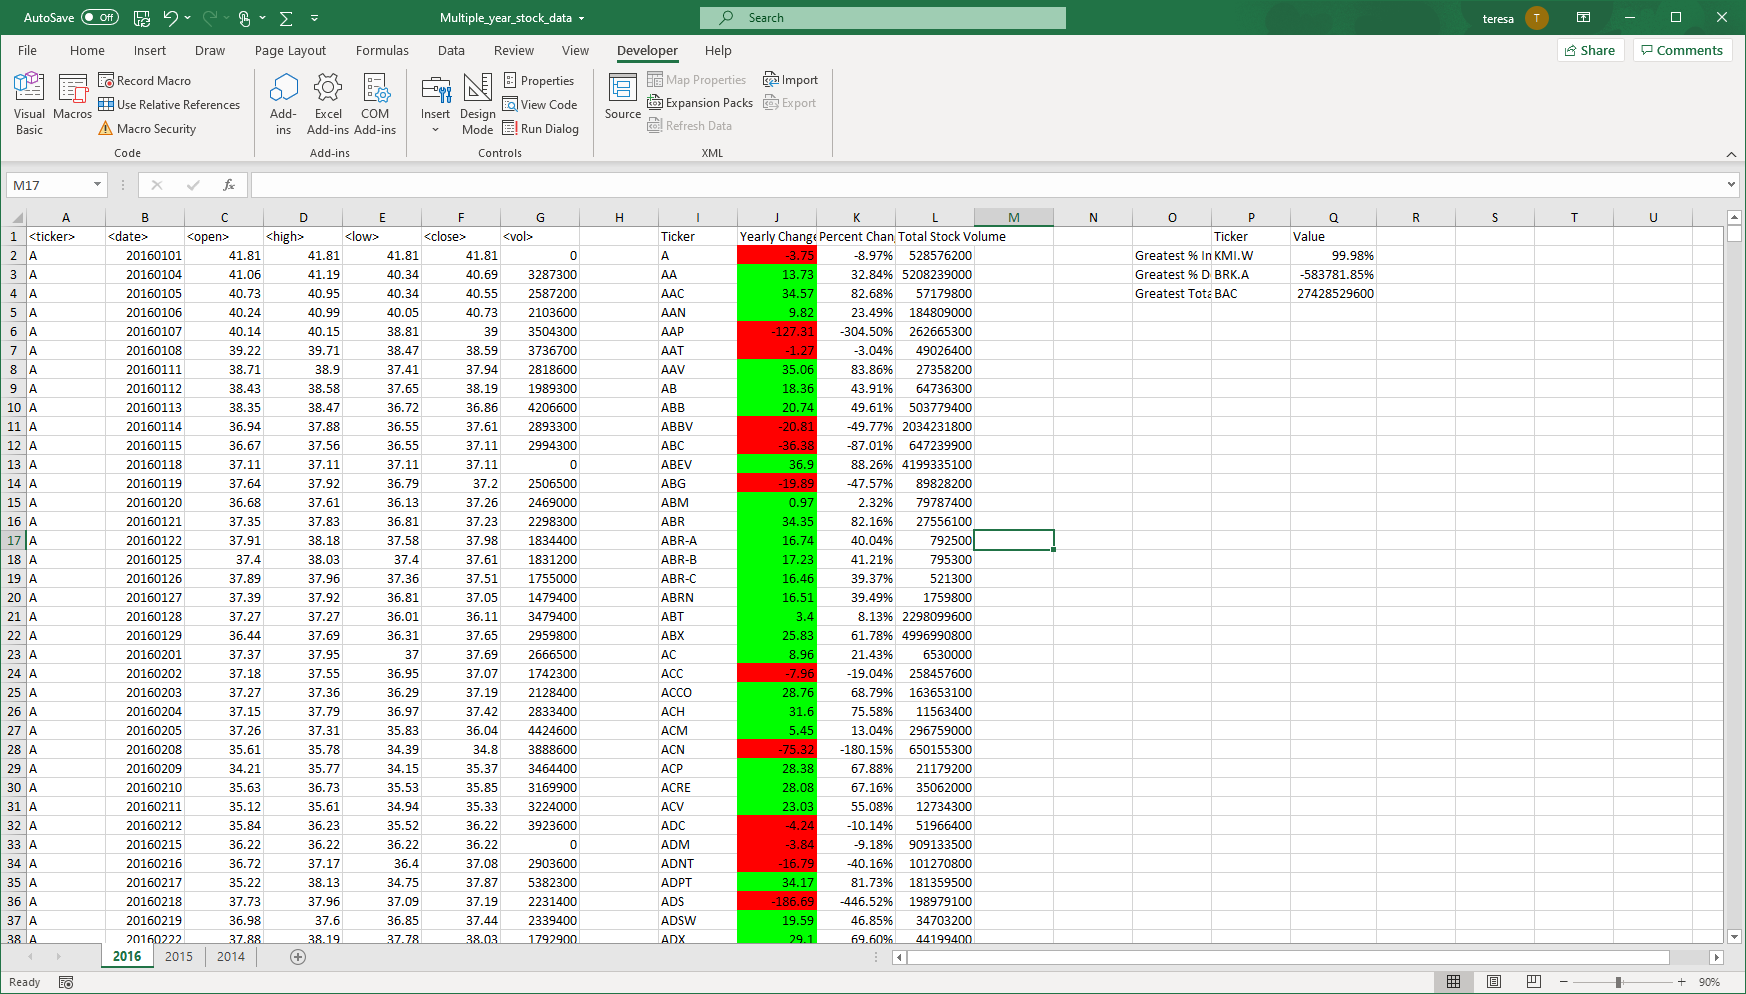 AutoSave Off Multiple_year_stock_data Search teresa T
File Home Insert Draw Page Layout Formulas Data Review View Developer Help Share Comments
Visual Basic
Macros
Record Macro
Use Relative References
Macro Security
Code
Add-ins
Excel Add-ins
COM Add-ins
Add-ins
Insert
Design Mode
Properties
View Code
Run Dialog
Controls
Source
Map Properties
Expansion Packs
Refresh Data
Import
Export
XML
M17 fx
A B C D E F G H I J K L M N O P Q R S T U
1 <ticker> <date> <open> <high> <low> <close> <vol> Ticker Yearly Change Percent Chan Total Stock Volume Ticker Value
2 A 20160101 41.81 41.81 41.81 41.81 0 A -3.75 -8.97% 528576200 Greatest % In KMI.W 99.98%
3 A 20160104 41.06 41.19 40.34 40.69 3287300 AA 13.73 32.84% 5208239000 Greatest % D BRK.A -583781.85%
4 A 20160105 40.73 40.95 40.34 40.55 2587200 AAC 34.57 82.68% 57179800 Greatest Tota BAC 27428529600
5 A 20160106 40.24 40.99 40.05 40.73 2103600 AAN 9.82 23.49% 184809000
6 A 20160107 40.14 40.15 38.81 39 3504300 AAP -127.31 -304.50% 262665300
7 A 20160108 39.22 39.71 38.47 38.59 3736700 AAT -1.27 -3.04% 49026400
8 A 20160111 38.71 38.9 37.41 37.94 2818600 AAV 35.06 83.86% 27358200
9 A 20160112 38.43 38.58 37.65 38.19 1989300 AB 18.36 43.91% 64736300
10 A 20160113 38.35 38.47 36.72 36.86 4206600 ABB 20.74 49.61% 503779400
11 A 20160114 36.94 37.88 36.55 37.61 2893300 ABBV -20.81 -49.77% 2034231800
12 A 20160115 36.67 37.56 36.55 37.11 2994300 ABC -36.38 -87.01% 647239900
13 A 20160118 37.11 37.11 37.11 37.11 0 ABEV 36.9 88.26% 4199335100
14 A 20160119 37.64 37.92 36.79 37.2 2506500 ABG -19.89 -47.57% 89828200
15 A 20160120 36.68 37.61 36.13 37.26 2469000 ABM 0.97 2.32% 79787400
16 A 20160121 37.35 37.83 36.81 37.23 2298300 ABR 34.35 82.16% 27556100
17 A 20160122 37.91 38.18 37.58 37.98 1834400 ABR-A 16.74 40.04% 792500
18 A 20160125 37.4 38.03 37.4 37.61 1831200 ABR-B 17.23 41.21% 795300
19 A 20160126 37.89 37.96 37.36 37.51 1755000 ABR-C 16.46 39.37% 521300
20 A 20160127 37.39 37.92 36.81 37.05 1479400 ABRN 16.51 39.49% 1759800
21 A 20160128 37.27 37.27 36.01 36.11 3479400 ABT 3.4 8.13% 2298099600
22 A 20160129 36.44 37.69 36.31 37.65 2959800 ABX 25.83 61.78% 4996990800
23 A 20160201 37.37 37.95 37 37.69 2666500 AC 8.96 21.43% 6530000
24 A 20160202 37.18 37.55 36.95 37.07 1742300 ACC -7.96 -19.04% 258457600
25 A 20160203 37.27 37.36 36.29 37.19 2128400 ACCO 28.76 68.79% 163653100
26 A 20160204 37.15 37.79 36.97 37.42 2833400 ACH 31.6 75.58% 11563400
27 A 20160205 37.26 37.31 35.83 36.04 4424600 ACM 5.45 13.04% 296759000
28 A 20160208 35.61 35.78 34.39 34.8 3888600 ACN -75.32 -180.15% 650155300
29 A 20160209 34.21 35.77 34.15 35.37 3464400 ACP 28.38 67.88% 21179200
30 A 20160210 35.63 36.73 35.53 35.85 3169900 ACRE 28.08 67.16% 35062000
31 A 20160211 35.12 35.61 34.94 35.33 3224000 ACV 23.03 55.08% 12734300
32 A 20160212 35.84 36.23 35.52 36.22 3923600 ADC -4.24 -10.14% 51966400
33 A 20160215 36.22 36.22 36.22 36.22 0 ADM -3.84 -9.18% 909133500
34 A 20160216 36.72 37.17 36.4 37.08 2903600 ADNT -16.79 -40.16% 101270800
35 A 20160217 35.22 38.13 34.75 37.87 5382300 ADPT 34.17 81.73% 181359500
36 A 20160218 37.73 37.96 37.09 37.19 2231400 ADS -186.69 -446.52% 198979100
37 A 20160219 36.98 37.6 36.85 37.44 2339400 ADSW 19.59 46.85% 34703200
38 A 20160222 37.88 38.19 37.78 38.03 1792900 ADX 29.1 69.60% 44199400
2016 2015 2014
Ready 90%